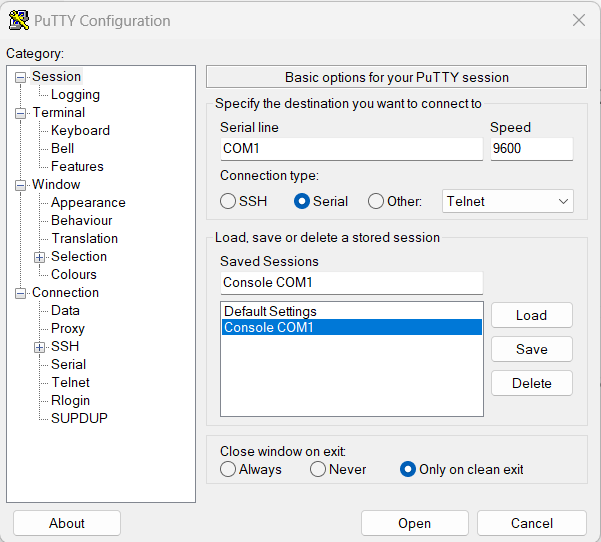 PuTTY Configuration
Category:
Session
Logging
Terminal
Keyboard
Bell
Features
Window
Appearance
Behaviour
Translation
Selection
Colours
Connection
Data
Proxy
SSH
Serial
Telnet
Rlogin
SUPDUP
Basic options for your PuTTY session
Specify the destination you want to connect to
Serial line Speed
COM1 9600
Connection type:
SSH Serial Other: Telnet
Load, save or delete a stored session
Saved Sessions
Console COM1
Default Settings
Console COM1
Load
Save
Delete
Close window on exit:
Always Never Only on clean exit
About Open Cancel